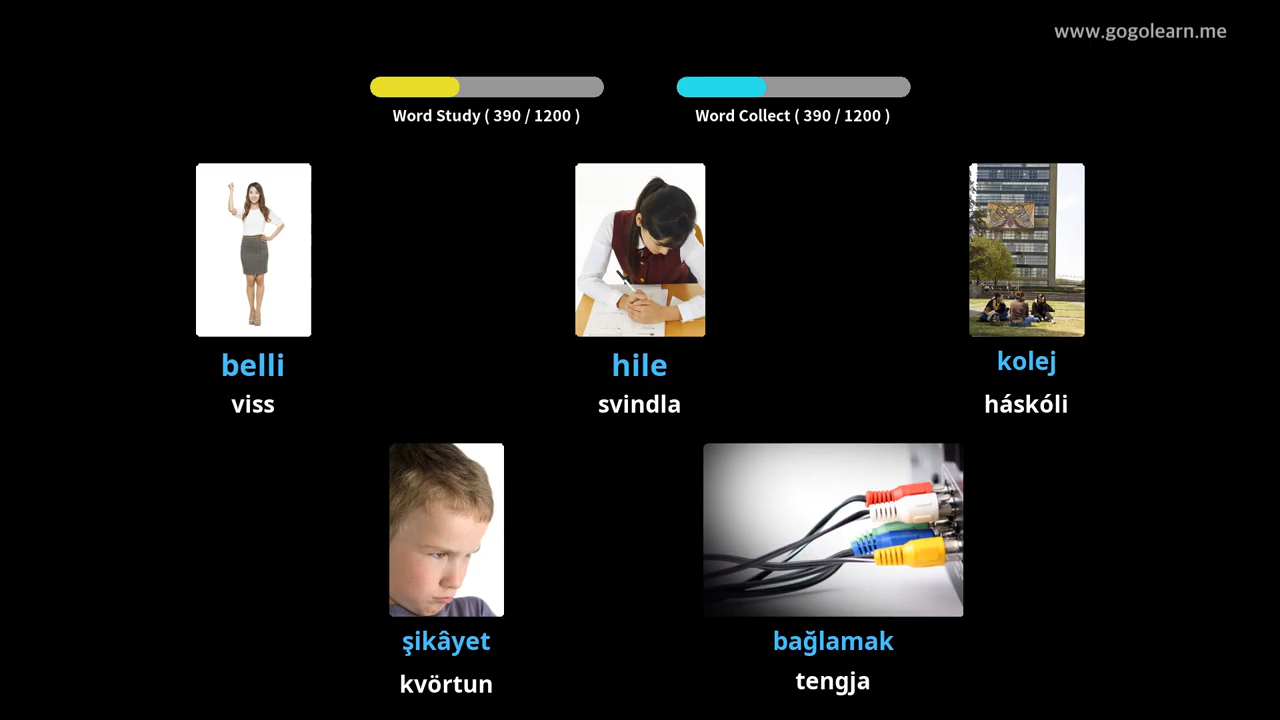 www.gogolearn.me
Word Study ( 390 / 1200 )
Word Collect ( 390 / 1200 )
belli
viss
hile
svindla
kolej
háskóli
şikâyet
kvörtun
bağlamak
tengja